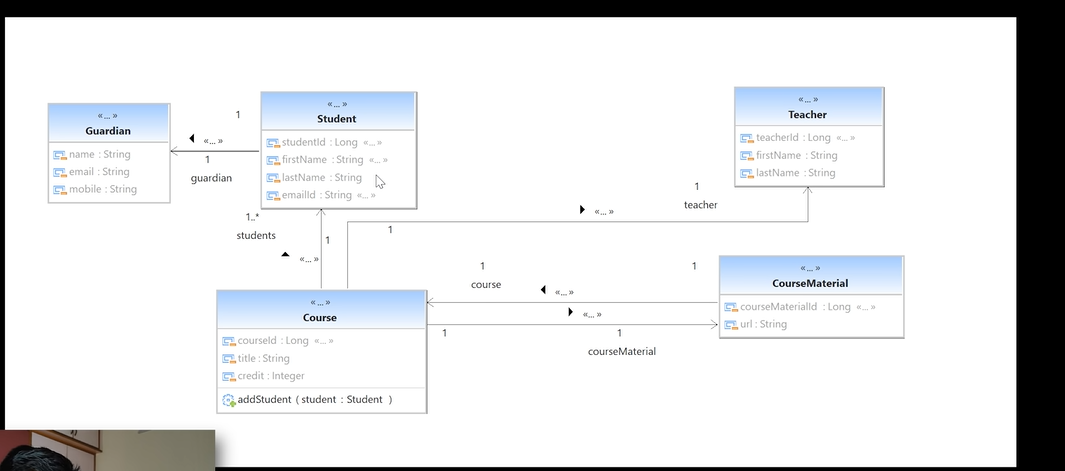 «... »
Guardian
name : String
email : String
mobile : String
1
«... »
1
guardian
«... »
Student
studentId : Long «... »
firstName : String «... »
lastName : String
emailId : String «... »
«... »
Teacher
teacherId : Long «... »
firstName : String
lastName : String
1..*
students
1
«... »
1
«... »
1
teacher
1
course
«... »
1
«... »
1
1
courseMaterial
«... »
Course
courseId : Long «... »
title : String
credit : Integer
addStudent ( student : Student )
«... »
CourseMaterial
courseMaterialId : Long «... »
url : String